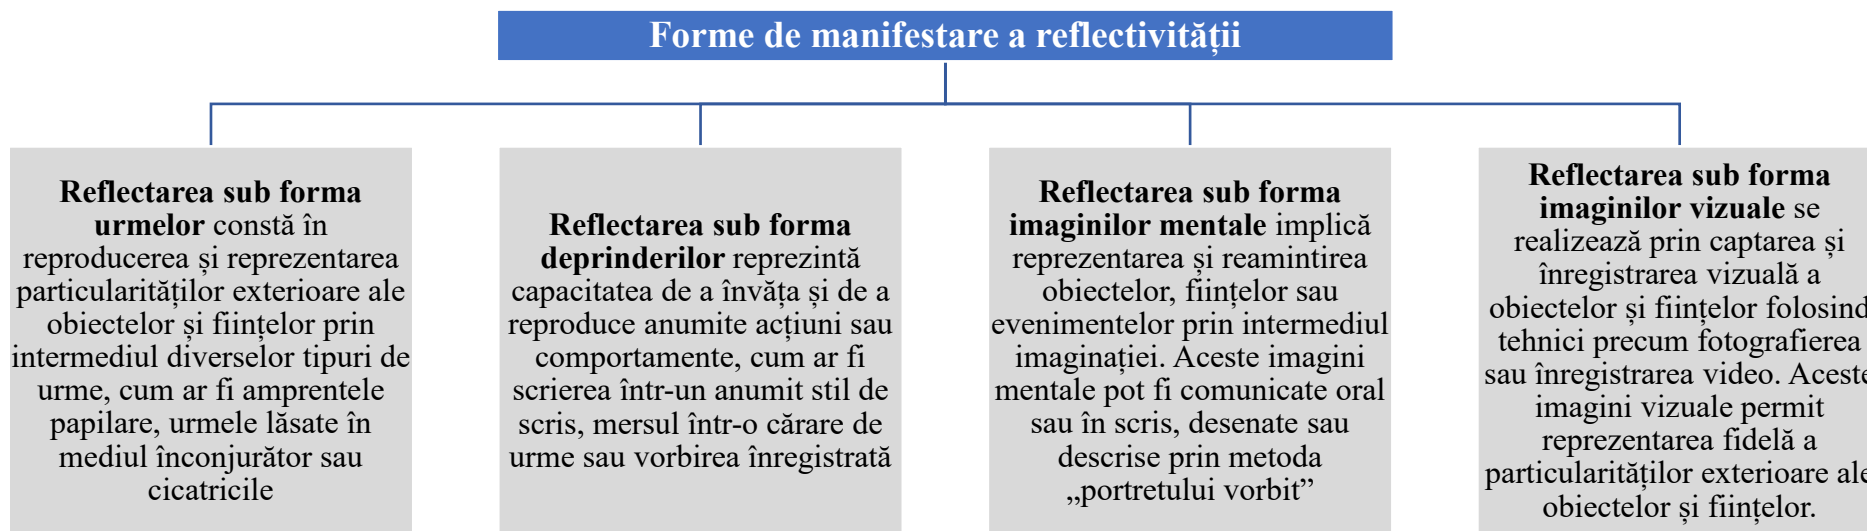 Forme de manifestare a reflectivității
Reflectarea sub forma
urmelor constă în
reproducerea și reprezentarea
particularităților exterioare ale
obiectelor și ființelor prin
intermediul diverselor tipuri de
urme, cum ar fi amprentele
papilare, urmele lăsate în
mediul înconjurător sau
cicatricile
Reflectarea sub forma
deprinderilor reprezintă
capacitatea de a învăța și de a
reproduce anumite acțiuni sau
comportamente, cum ar fi
scrierea într-un anumit stil de
scris, mersul într-o cărare de
urme sau vorbirea înregistrată
Reflectarea sub forma
imaginilor mentale implică
reprezentarea și reamintirea
obiectelor, ființelor sau
evenimentelor prin intermediul
imaginației. Aceste imagini
mentale pot fi comunicate oral
sau în scris, desenate sau
descrise prin metoda
„portretului vorbit”
Reflectarea sub forma
imaginilor vizuale se
realizează prin captarea și
înregistrarea vizuală a
obiectelor și ființelor folosind
tehnici precum fotografierea
sau înregistrarea video. Aceste
imagini vizuale permit
reprezentarea fidelă a
particularităților exterioare ale
obiectelor și ființelor.